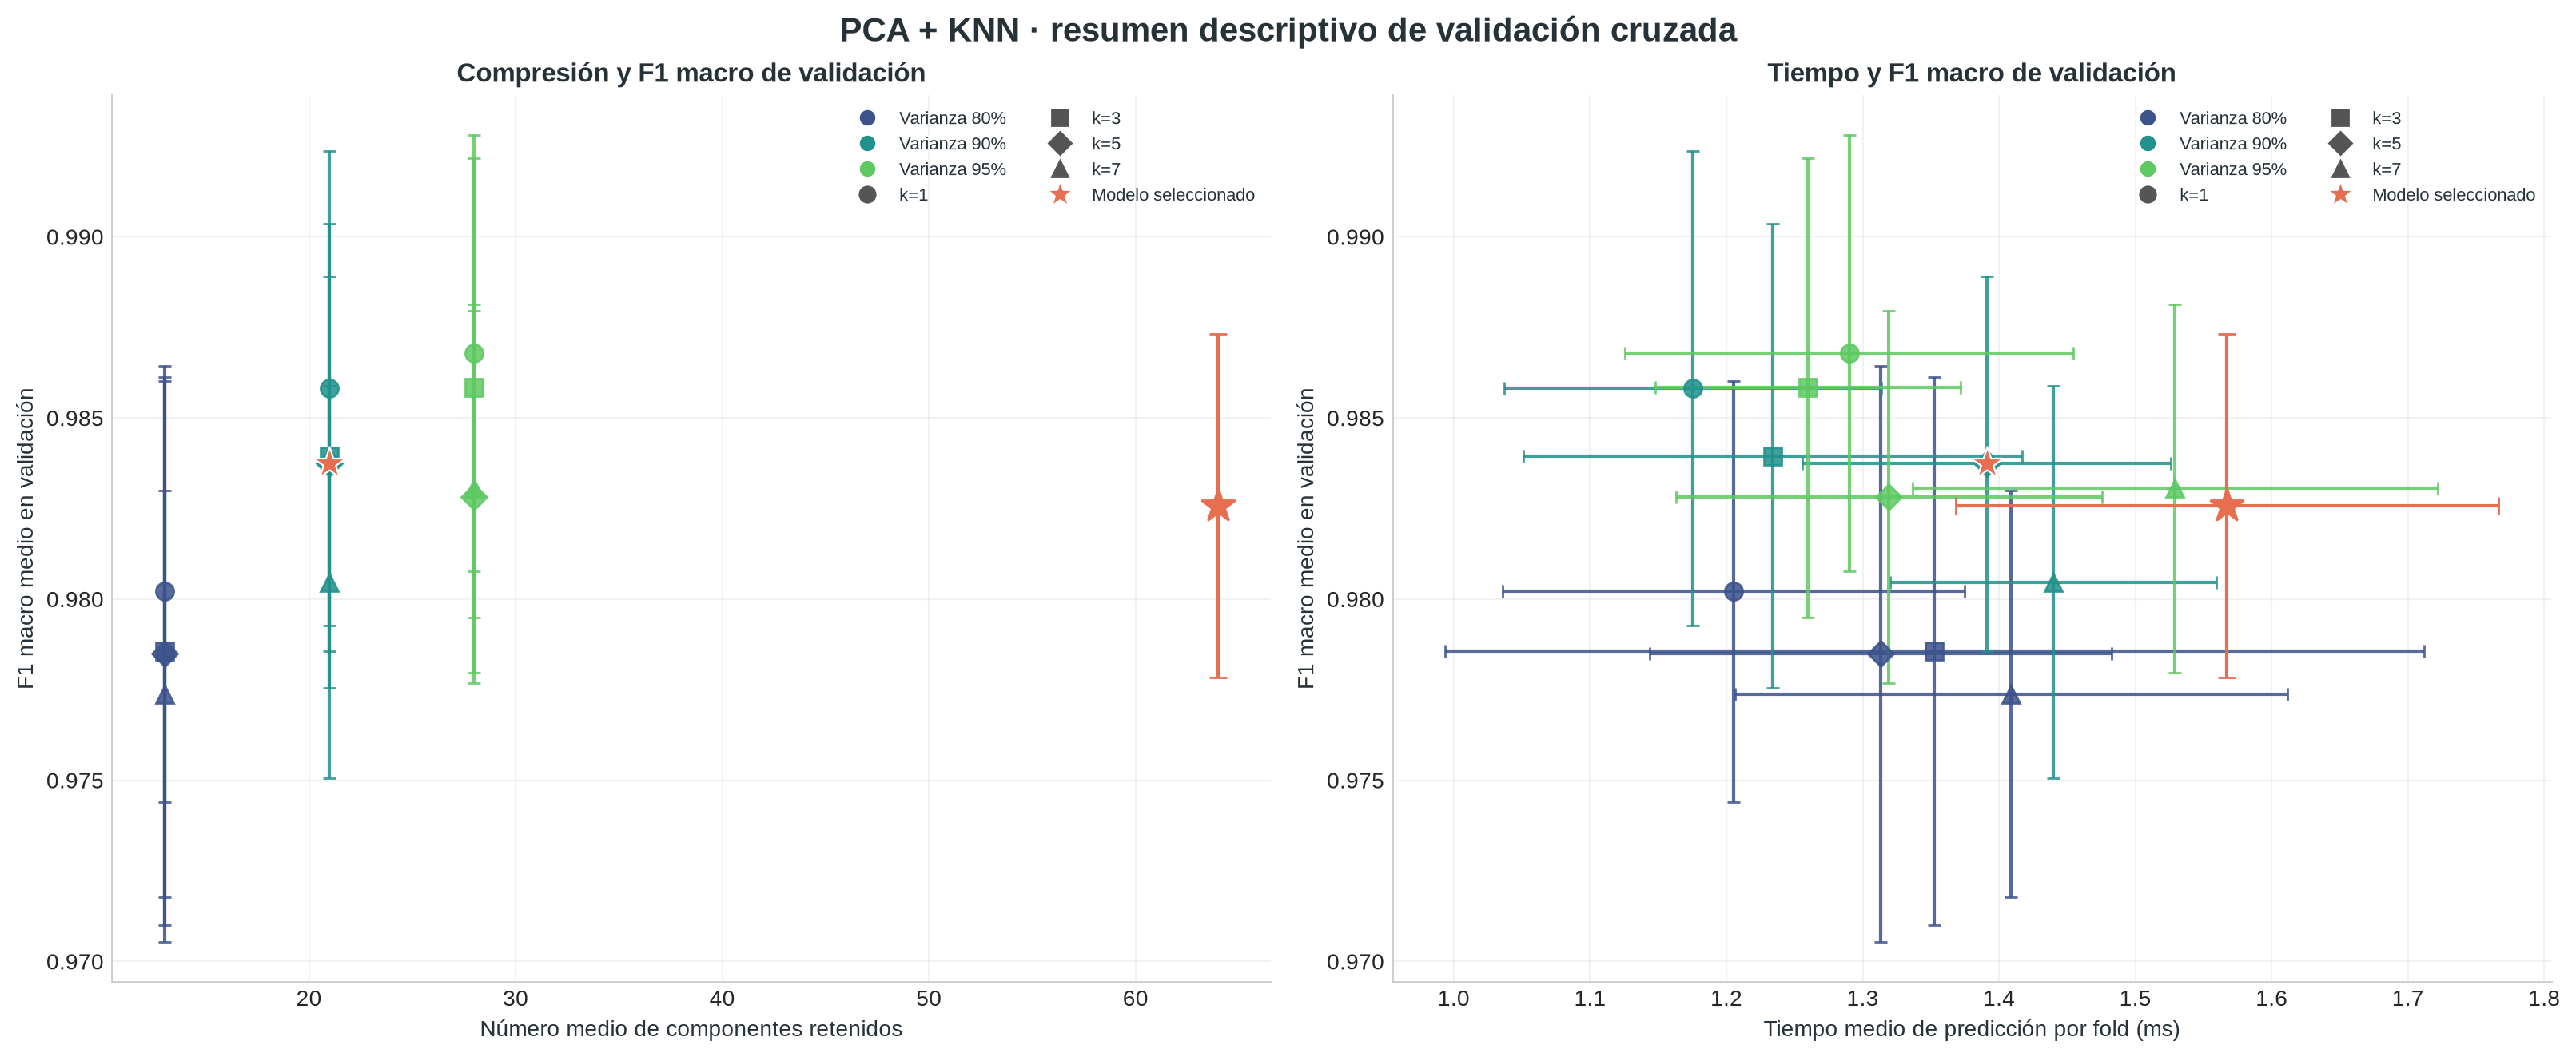 PCA + KNN · resumen descriptivo de validación cruzada
Compresión y F1 macro de validación
F1 macro medio en validación
0.990
0.985
0.980
0.975
0.970
Varianza 80%
Varianza 90%
Varianza 95%
k=1
k=3
k=5
k=7
Modelo seleccionado
20
30
40
50
60
Número medio de componentes retenidos
Tiempo y F1 macro de validación
F1 macro medio en validación
0.990
0.985
0.980
0.975
0.970
Varianza 80%
Varianza 90%
Varianza 95%
k=1
k=3
k=5
k=7
Modelo seleccionado
1.0
1.1
1.2
1.3
1.4
1.5
1.6
1.7
1.8
Tiempo medio de predicción por fold (ms)